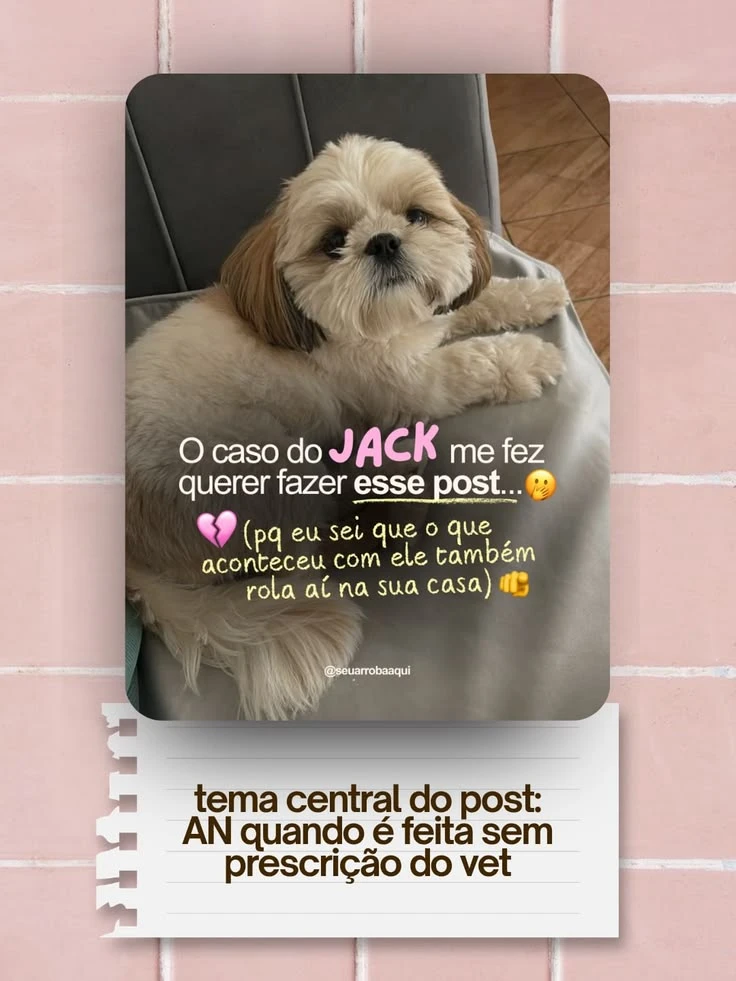 O caso do JACK me fez
querer fazer esse post...🤭
💔 (pq eu sei que o que
aconteceu com ele também
rola aí na sua casa) 🫵
@seuarrobaaqui
tema central do post:
AN quando é feita sem
prescrição do vet